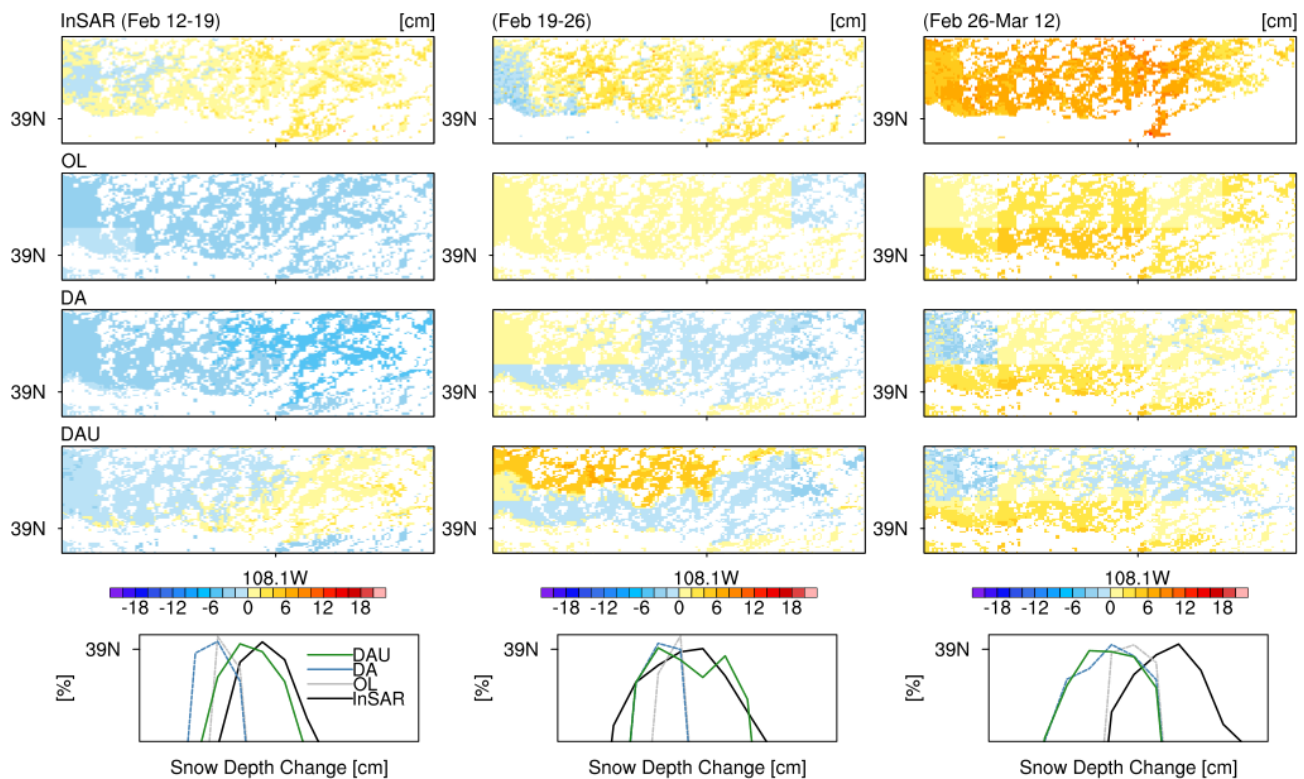 InSAR (Feb 12-19) [cm] (Feb 19-26) [cm] (Feb 26-Mar 12) [cm]
39N 39N 39N
OL
39N 39N 39N
DA
39N 39N 39N
DAU
39N 39N 39N
108.1W 108.1W 108.1W
-18 -12 -6 0 6 12 18 -18 -12 -6 0 6 12 18 -18 -12 -6 0 6 12 18
39N 39N 39N
DAU
DA
OL
InSAR
[%] [%] [%]
Snow Depth Change [cm] Snow Depth Change [cm] Snow Depth Change [cm]